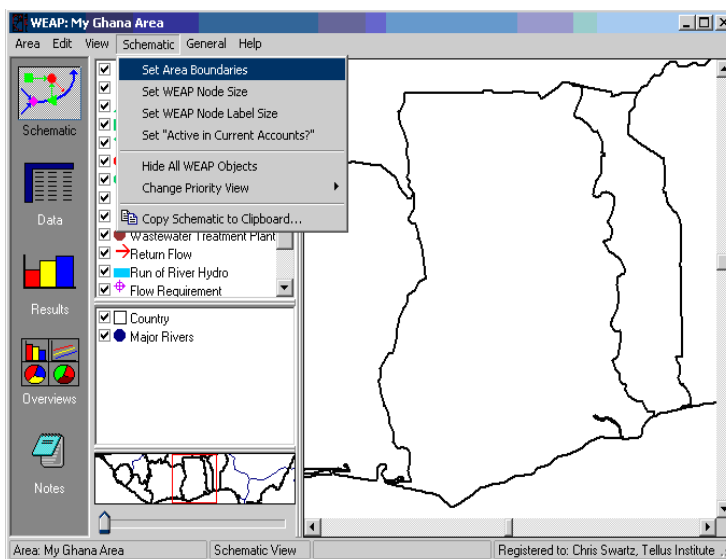 WEAP: My Ghana Area
Area Edit View Schematic General Help
Set Area Boundaries
Set WEAP Node Size
Set WEAP Node Label Size
Set "Active in Current Accounts?"
Hide All WEAP Objects
Change Priority View
Copy Schematic to Clipboard...
Wastewater Treatment Plant
Return Flow
Run of River Hydro
Flow Requirement
Country
Major Rivers
Schematic
Data
Results
Overviews
Notes
Area: My Ghana Area
Schematic View
Registered to: Chris Swartz, Tellus Institute